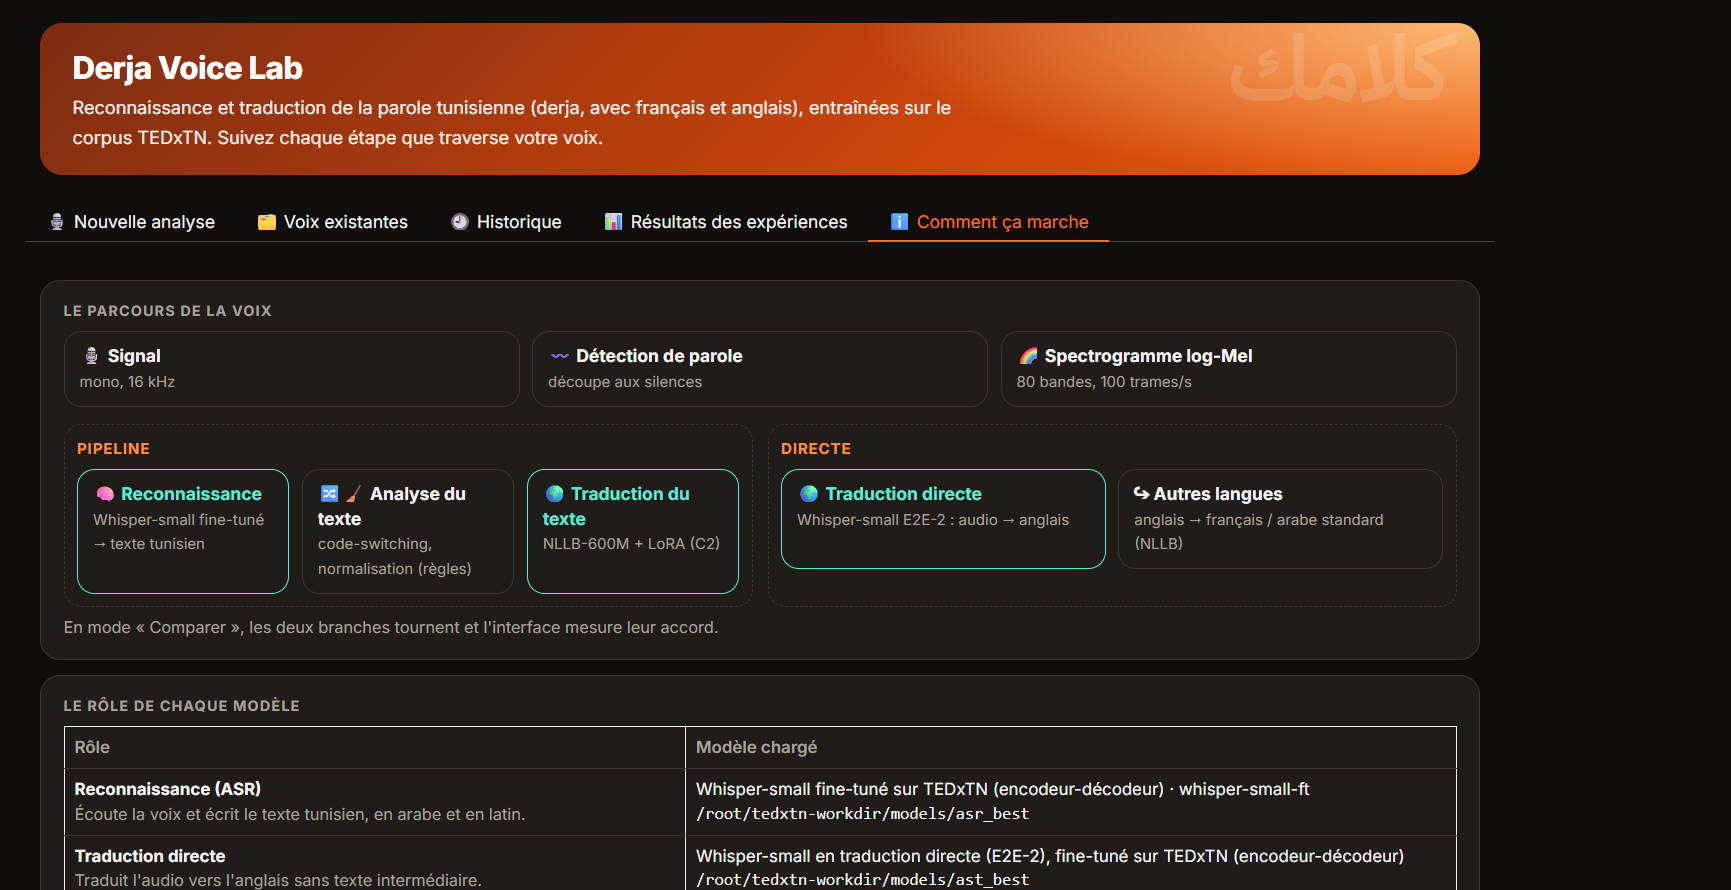 Derja Voice Lab
كلامك
Reconnaissance et traduction de la parole tunisienne (derja, avec français et anglais), entraînées sur le
corpus TEDxTN. Suivez chaque étape que traverse votre voix.
Nouvelle analyse
Voix existantes
Historique
Résultats des expériences
Comment ça marche
LE PARCOURS DE LA VOIX
Signal
mono, 16 kHz
Détection de parole
découpe aux silences
Spectrogramme log-Mel
80 bandes, 100 trames/s
PIPELINE
Reconnaissance
Whisper-small fine-tuné
→ texte tunisien
Analyse du
texte
code-switching,
normalisation (règles)
Traduction du
texte
NLLB-600M + LoRA (C2)
DIRECTE
Traduction directe
Whisper-small E2E-2 : audio → anglais
↪ Autres langues
anglais → français / arabe standard
(NLLB)
En mode « Comparer », les deux branches tournent et l'interface mesure leur accord.
LE RÔLE DE CHAQUE MODÈLE
Rôle
Modèle chargé
Reconnaissance (ASR)
Écoute la voix et écrit le texte tunisien, en arabe et en latin.
Whisper-small fine-tuné sur TEDxTN (encodeur-décodeur) · whisper-small-ft
/root/tedxtn-workdir/models/asr_best
Traduction directe
Traduit l'audio vers l'anglais sans texte intermédiaire.
Whisper-small en traduction directe (E2E-2), fine-tuné sur TEDxTN (encodeur-décodeur)
/root/tedxtn-workdir/models/ast_best